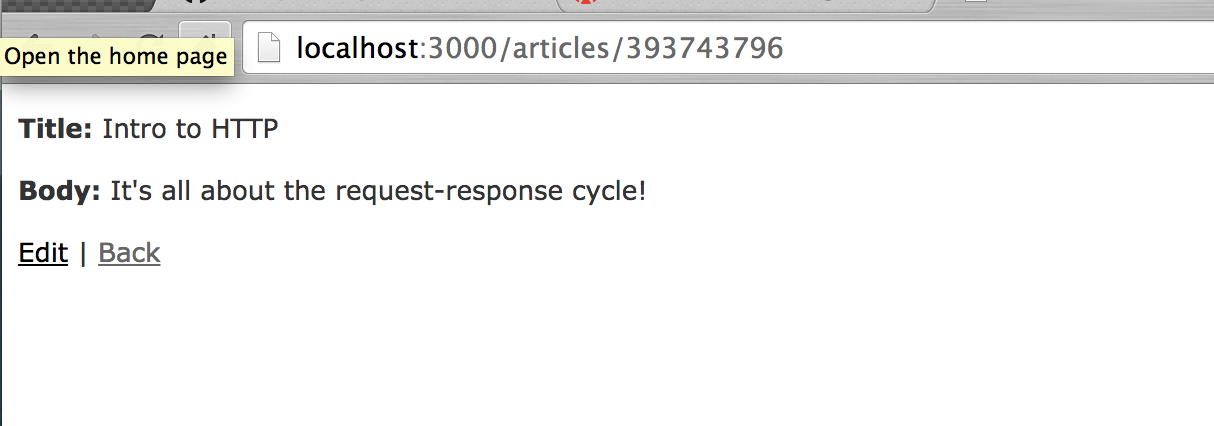 Open the home page
localhost:3000/articles/393743796
Title: Intro to HTTP
Body: It's all about the request-response cycle!
Edit | Back